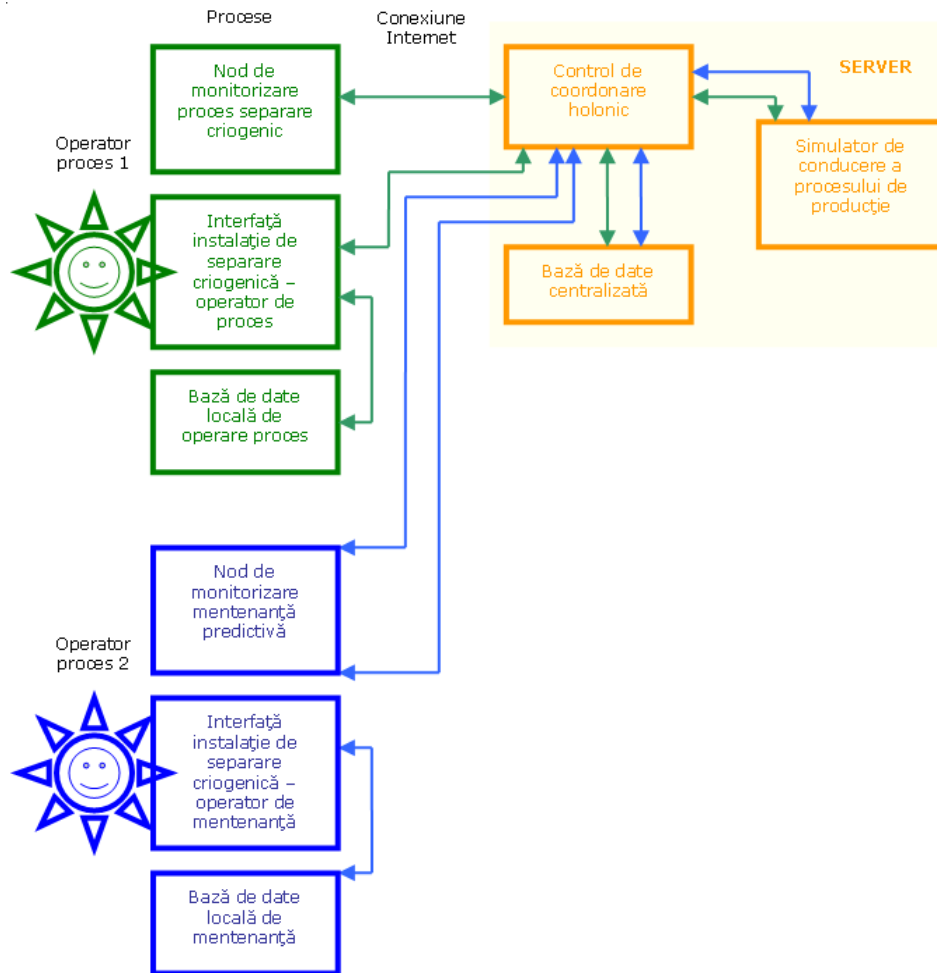 Procese
Conexiune
Internet
Nod de
monitorizare
proces separare
criogenic
Control de
coordonare
holonic
SERVER
Simulator de
conducere a
procesului de
producţie
Operator
proces 1
Interfaţă
instalaţie de
separare
criogenică –
operator de
proces
Bază de date
centralizată
Bază de date
locală de
operare proces
Nod de
monitorizare
mentenanţă
predictivă
Operator
proces 2
Interfaţă
instalaţie de
separare
criogenică –
operator de
mentenanţă
Bază de date
locală de
mentenanţă